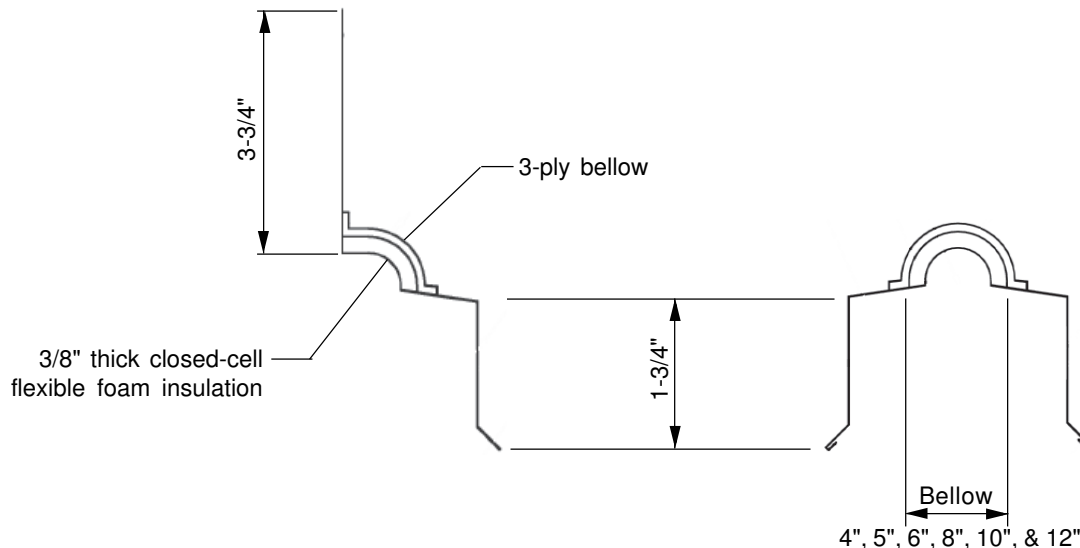 3-3/4"
3-ply bellow
3/8" thick closed-cell
flexible foam insulation
1-3/4"
Bellow
4", 5", 6", 8", 10", & 12"